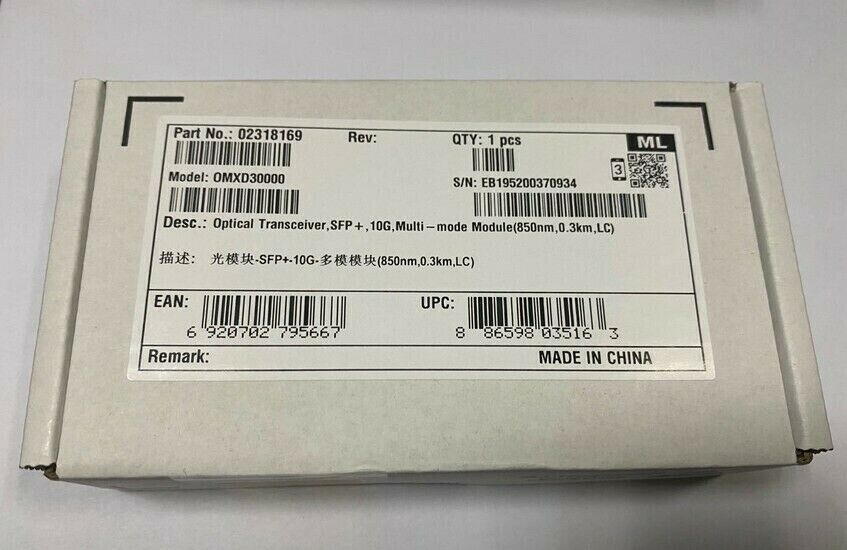 Part No.: 02318169 Rev: QTY: 1 pcs ML
Model: OMXD30000 S/N: EB195200370934 3
Desc.: Optical Transceiver,SFP+,10G,Multi-mode Module(850nm,0.3km,LC)
描述: 光模块-SFP+-10G-多模模块(850nm,0.3km,LC)
EAN: 6 920702 795667 UPC: 8 86598 03516 3
Remark: MADE IN CHINA